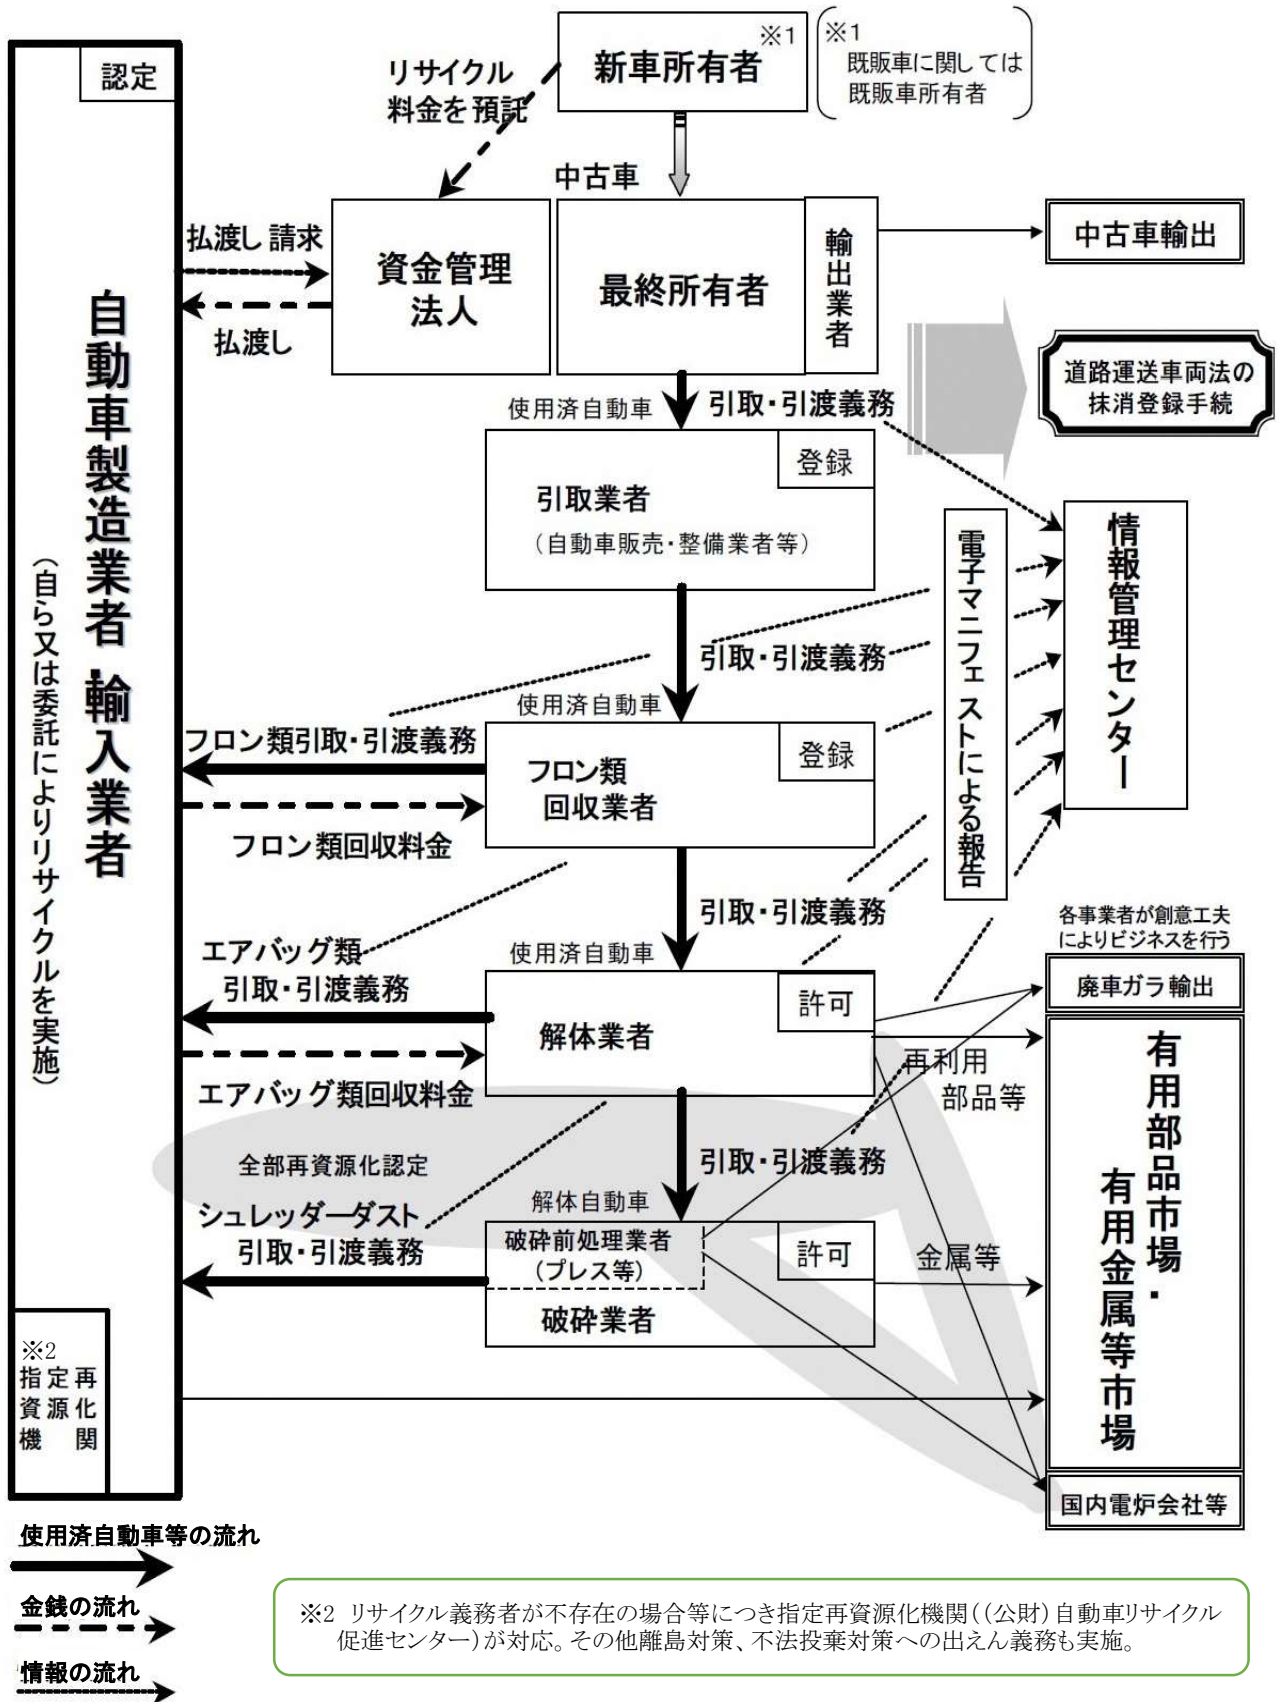 認定
自動車製造業者・輸入業者
（自ら又は委託によりリサイクルを実施）
※2
指定再
資源化
機 関
新車所有者
※1
※1
既販車に関しては
既販車所有者
リサイクル
料金を預託
中古車
払渡し請求
払渡し
資金管理
法人
最終所有者
輸出業者
中古車輸出
道路運送車両法の
抹消登録手続
使用済自動車
引取・引渡義務
登録
引取業者
（自動車販売・整備業者等）
電子マニフェストによる報告
情報管理センター
引取・引渡義務
使用済自動車
フロン類引取・引渡義務
フロン類回収料金
登録
フロン類
回収業者
引取・引渡義務
使用済自動車
エアバッグ類
引取・引渡義務
エアバッグ類回収料金
許可
解体業者
各事業者が創意工夫
によりビジネスを行う
廃車ガラ輸出
再利用
部品等
有用部品市場・
有用金属等市場
全部再資源化認定
引取・引渡義務
解体自動車
シュレッダーダスト
引取・引渡義務
破砕前処理業者
（プレス等）
許可
破砕業者
金属等
国内電炉会社等
使用済自動車等の流れ
金銭の流れ
情報の流れ
※2 リサイクル義務者が不存在の場合等につき指定再資源化機関((公財)自動車リサイクル
促進センター)が対応。その他離島対策、不法投棄対策への出えん義務も実施。